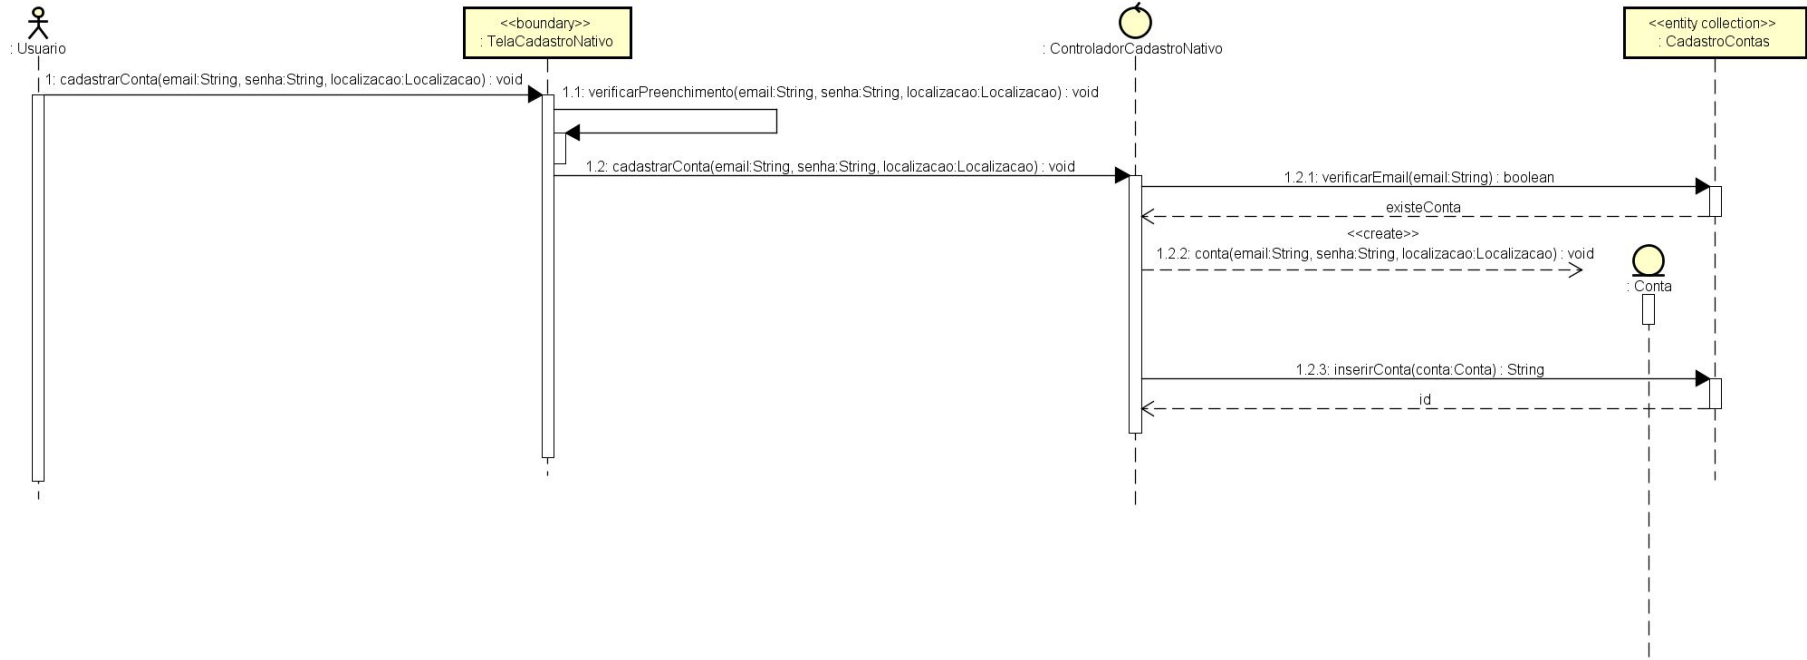 <<boundary>>
: TelaCadastroNativo
<<entity collection>>
: CadastroContas
: Usuario
: ControladorCadastroNativo
1: cadastrarConta(email:String, senha:String, localizacao:Localizacao) : void
1.1: verificarPreenchimento(email:String, senha:String, localizacao:Localizacao) : void
1.2: cadastrarConta(email:String, senha:String, localizacao:Localizacao) : void
1.2.1: verificarEmail(email:String) : boolean
existeConta
<<create>>
1.2.2: conta(email:String, senha:String, localizacao:Localizacao) : void
: Conta
1.2.3: inserirConta(conta:Conta) : String
id